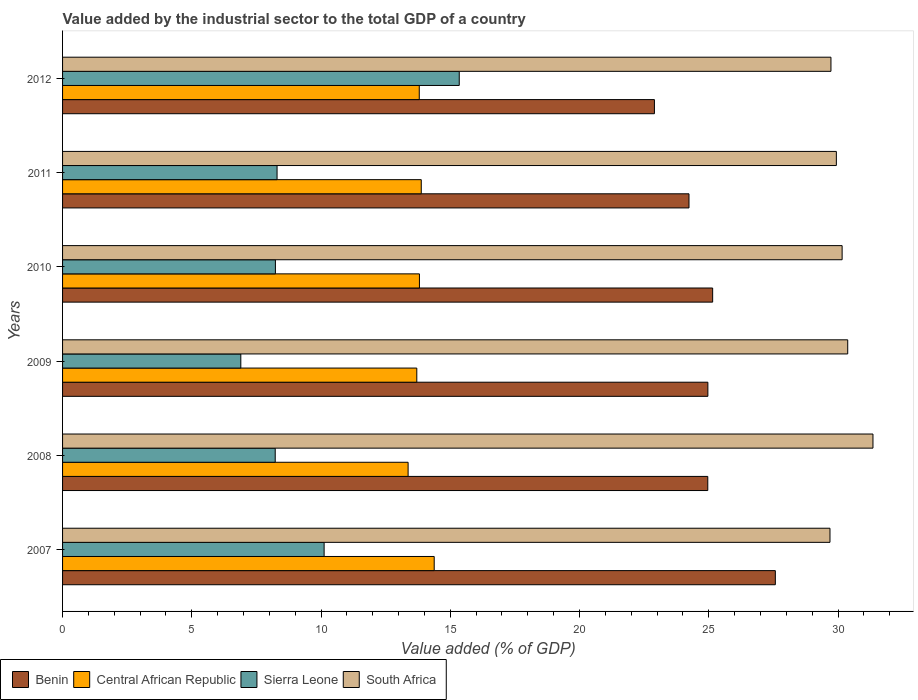 Value added by the industrial sector to the total GDP of a country
2012
2011
2010
2009
2008
2007
Years
0
5
10
15
20
25
30
Value added (% of GDP)
Benin
Central African Republic
Sierra Leone
South Africa